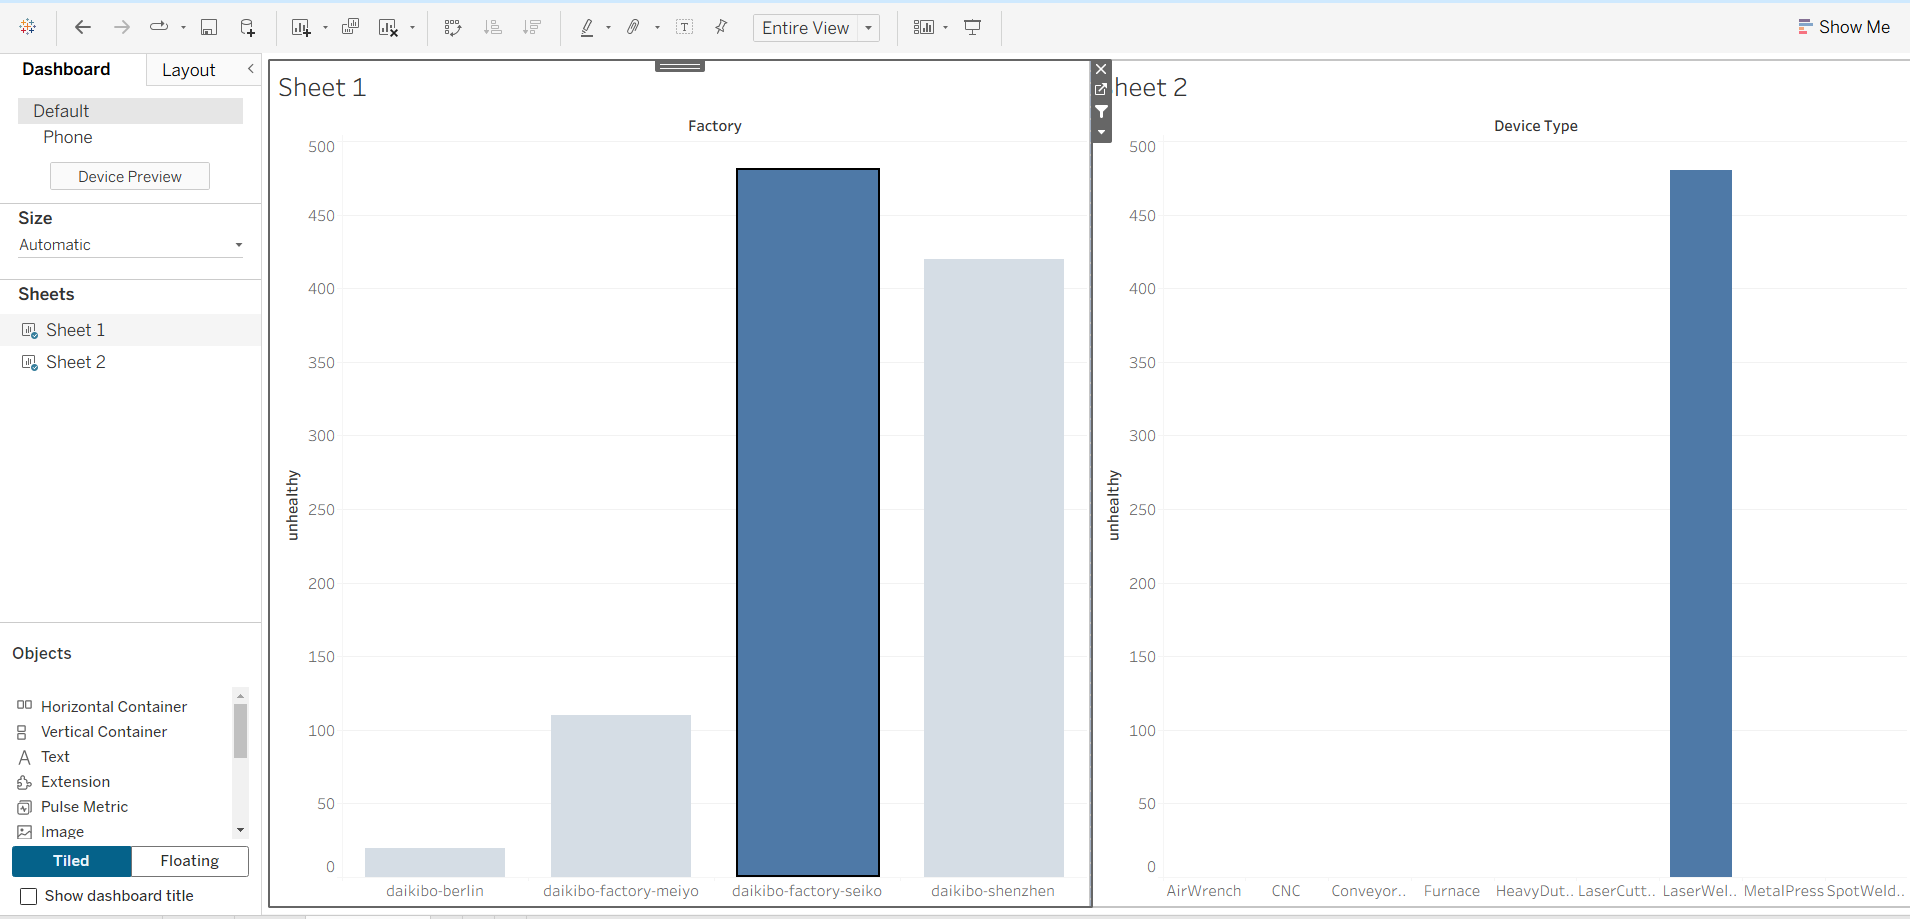 Entire View
Show Me
Dashboard
Layout
Default
Phone
Device Preview
Size
Automatic
Sheets
Sheet 1
Sheet 2
Objects
Horizontal Container
Vertical Container
Text
Extension
Pulse Metric
Image
Tiled
Floating
Show dashboard title
Sheet 1
Factory
unhealthy
500
450
400
350
300
250
200
150
100
50
0
daikibo-berlin
daikibo-factory-meiyo
daikibo-factory-seiko
daikibo-shenzhen
heet 2
Device Type
unhealthy
500
450
400
350
300
250
200
150
100
50
0
AirWrench
CNC
Conveyor..
Furnace
HeavyDut..
LaserCutt..
LaserWel..
MetalPress
SpotWeld..